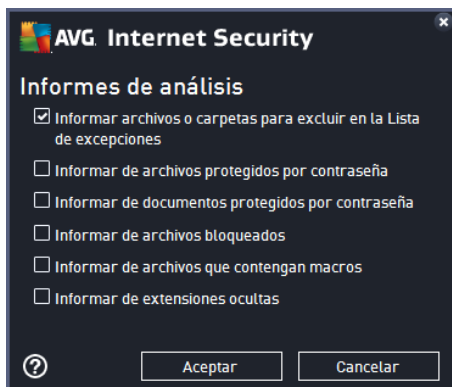 AVG Internet Security
Informes de análisis
Informar archivos o carpetas para excluir en la Lista
de excepciones
Informar de archivos protegidos por contraseña
Informar de documentos protegidos por contraseña
Informar de archivos bloqueados
Informar de archivos que contengan macros
Informar de extensiones ocultas
? Aceptar Cancelar